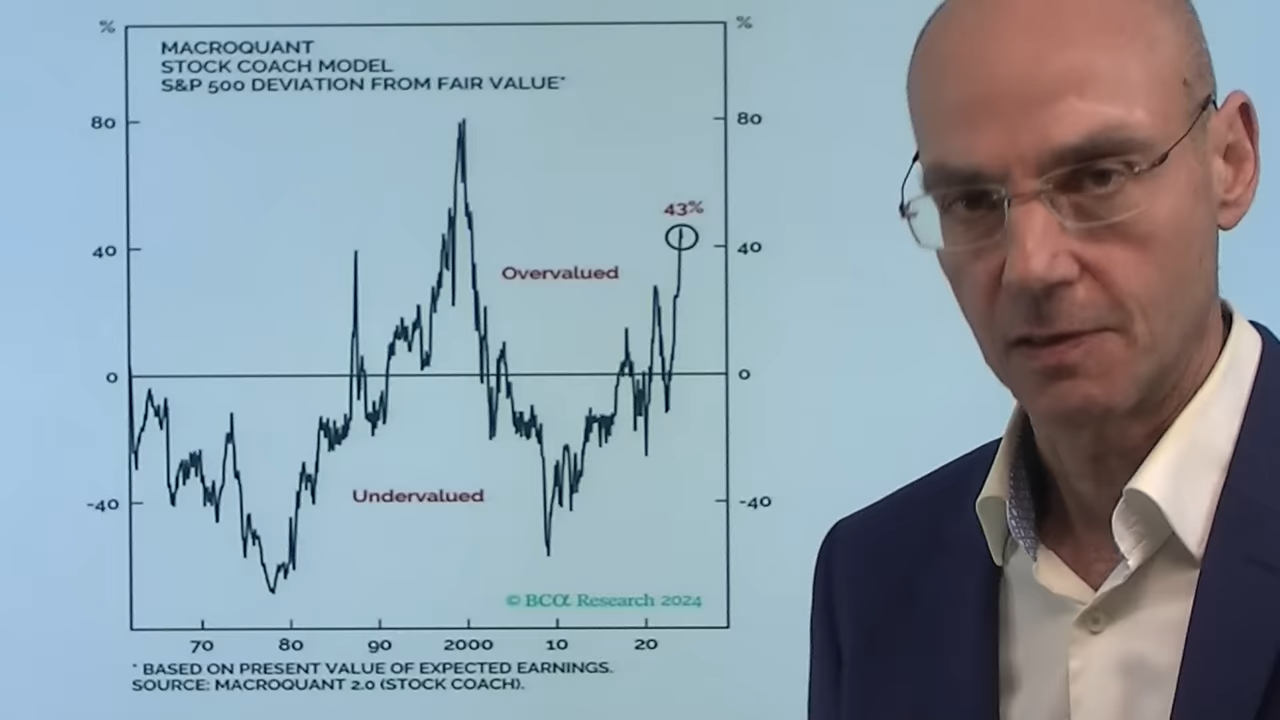 %
%
MACROQUANT
STOCK COACH MODEL
S&P 500 DEVIATION FROM FAIR VALUE*
80
80
43%
40
40
Overvalued
0
0
-40
-40
Undervalued
© BCα Research 2024
70 80 90 2000 10 20
* BASED ON PRESENT VALUE OF EXPECTED EARNINGS.
SOURCE: MACROQUANT 2.0 (STOCK COACH).